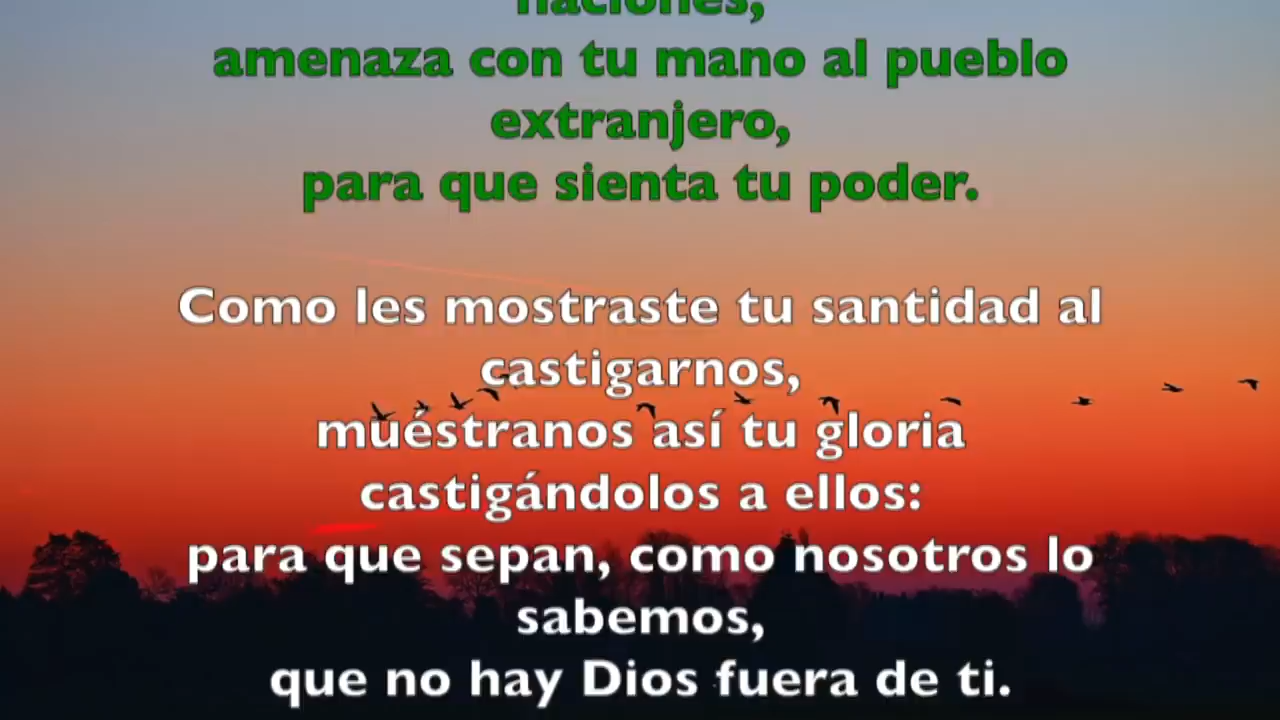 naciones,
amenaza con tu mano al pueblo
extranjero,
para que sienta tu poder.
Como les mostraste tu santidad al
castigarnos,
muéstranos así tu gloria
castigándolos a ellos:
para que sepan, como nosotros lo
sabemos,
que no hay Dios fuera de ti.